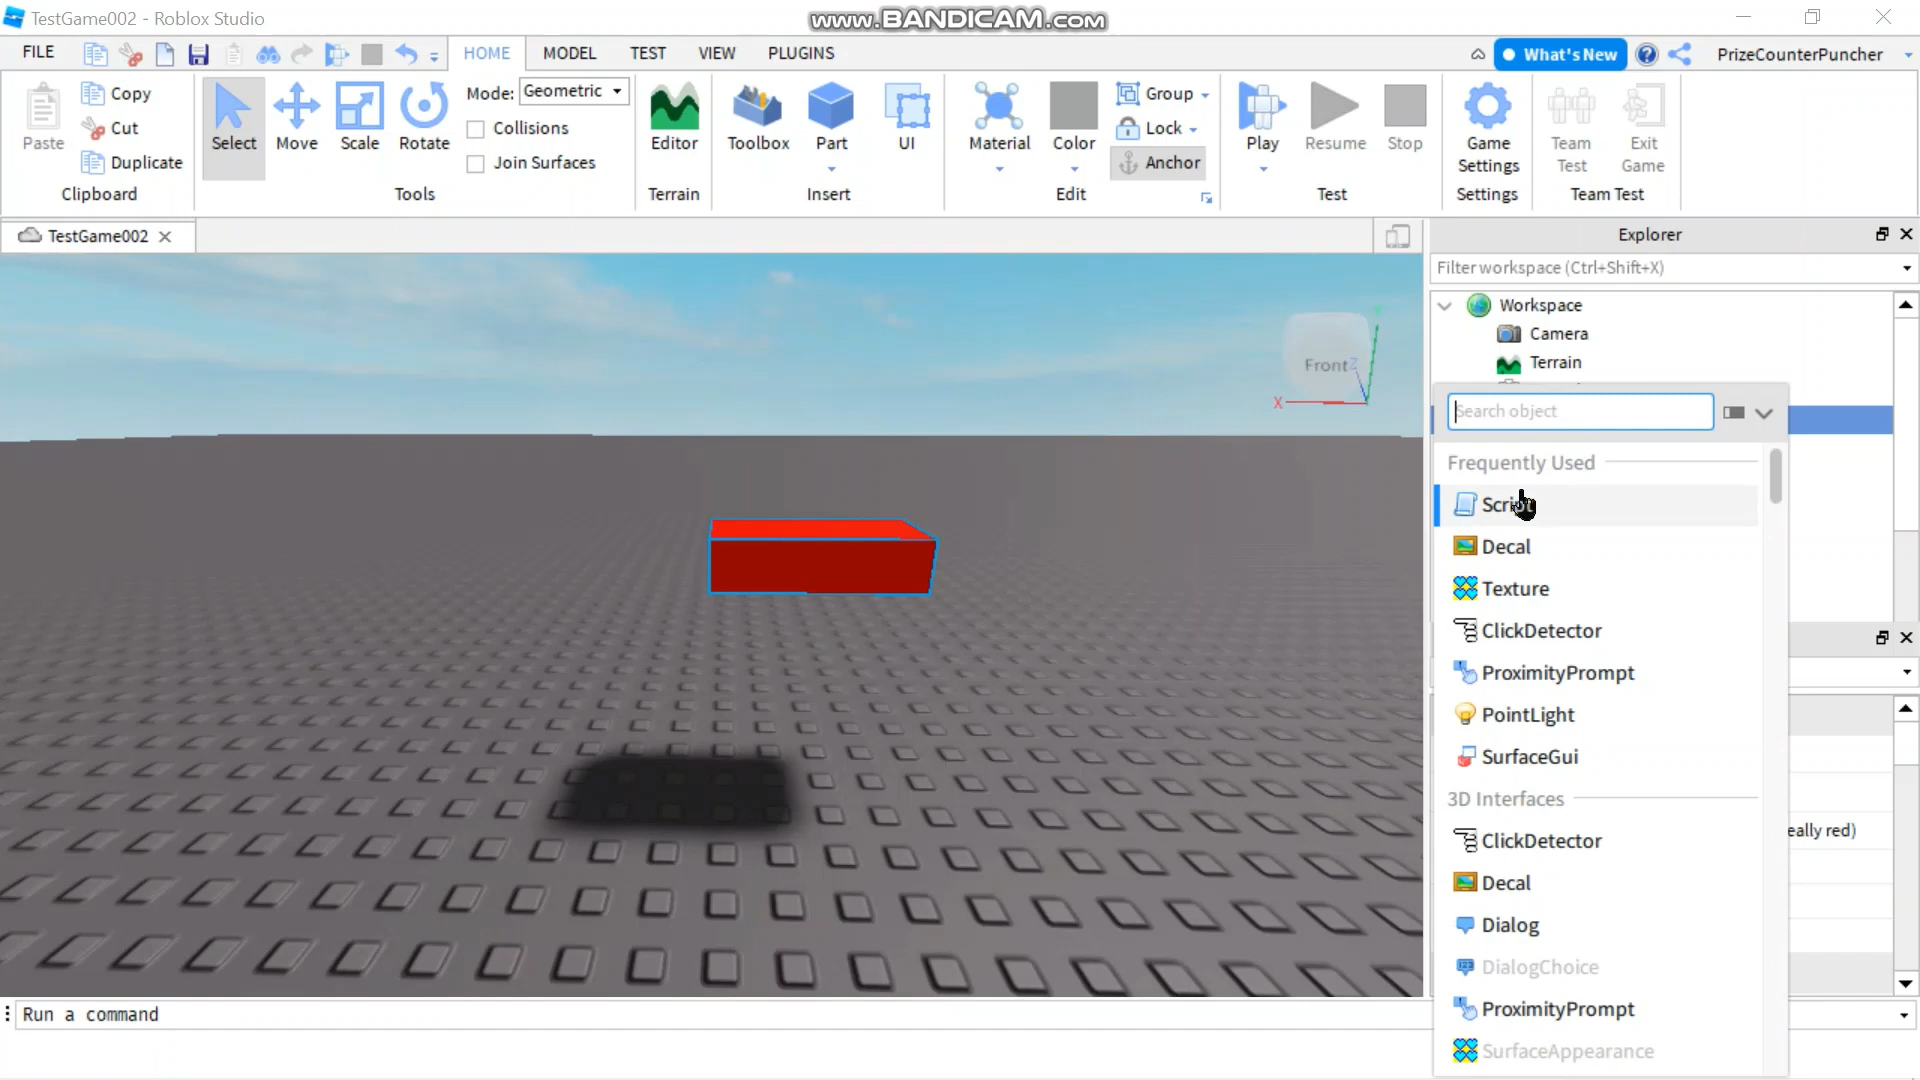 TestGame002 - Roblox Studio
www.BANDICAM.com
FILE
HOME
MODEL
TEST
VIEW
PLUGINS
What's New
PrizeCounterPuncher
Paste
Copy
Cut
Duplicate
Clipboard
Select
Move
Scale
Rotate
Mode: Geometric
Collisions
Join Surfaces
Tools
Editor
Terrain
Toolbox
Part
UI
Insert
Material
Color
Group
Lock
Anchor
Edit
Play
Resume
Stop
Test
Game
Settings
Settings
Team
Test
Exit
Game
Team Test
TestGame002
Explorer
Filter workspace (Ctrl+Shift+X)
Workspace
Camera
Terrain
Front
Z
X
Search object
Frequently Used
Script
Decal
Texture
ClickDetector
ProximityPrompt
PointLight
SurfaceGui
3D Interfaces
ClickDetector
Decal
Dialog
DialogChoice
ProximityPrompt
SurfaceAppearance
eally red)
Run a command